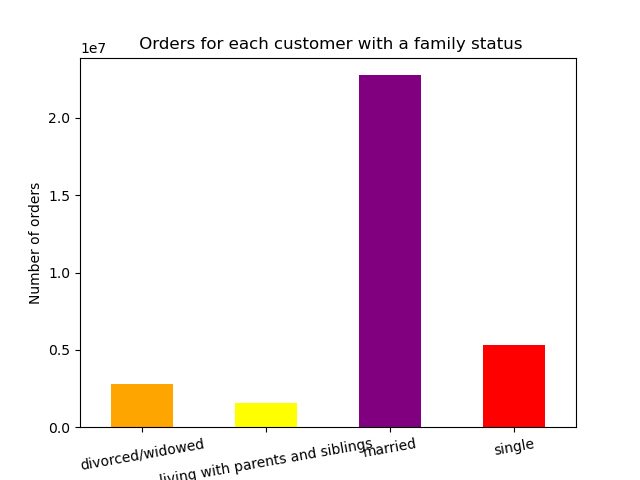 Orders for each customer with a family status
1e7
2.0
1.5
1.0
0.5
0.0
Number of orders
divorced/widowed
living with parents and siblings
married
single